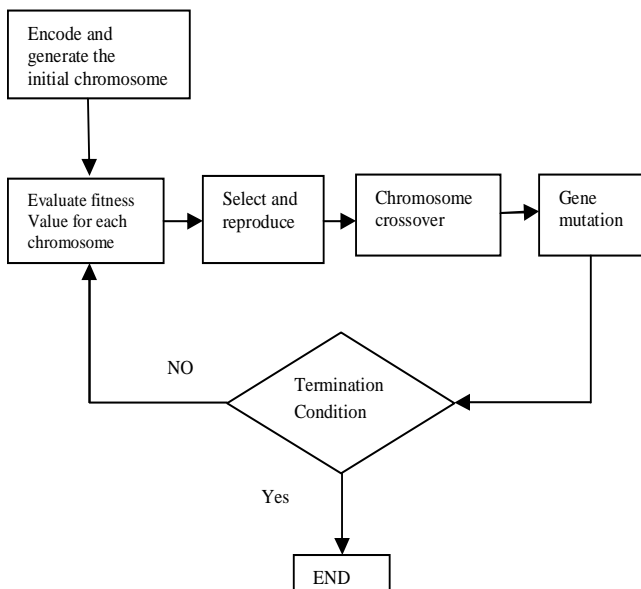 Encode and
generate the
initial chromosome
Evaluate fitness
Value for each
chromosome
Select and
reproduce
Chromosome
crossover
Gene
mutation
NO
Termination
Condition
Yes
END